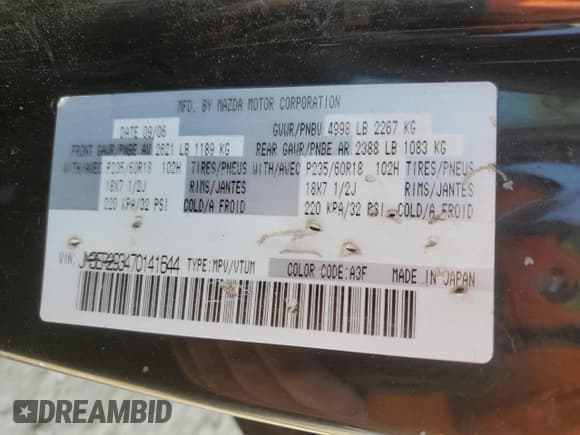 MFD. BY MAZDA MOTOR CORPORATION
DATE 09/06 GVWR/PNBV 4998 LB 2267 KG
FRONT GAWR/PNBE AV 2621 LB 1189 KG REAR GAWR/PNBE AR 2388 LB 1083 KG
WITH/AVEC P235/60R18 102H TIRES/PNEUS WITH/AVEC P235/60R18 102H TIRES/PNEUS
18X7 1/2J RIMS/JANTES 18X7 1/2J RIMS/JANTES
220 KPA/32 PSI COLD/A FROID 220 KPA/32 PSI COLD/A FROID
VIN: TYPE:MPV/VTUM COLOR CODE:A3F MADE IN JAPAN
DREAMBID